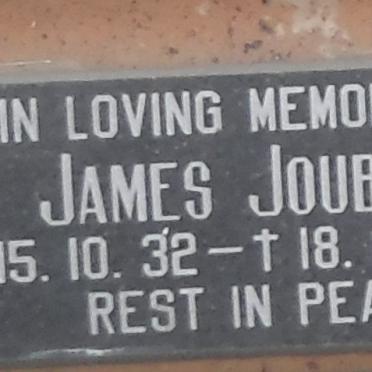 IN LOVING MEMO
JAMES JOUB
15. 10. 32 – † 18.
REST IN PEA